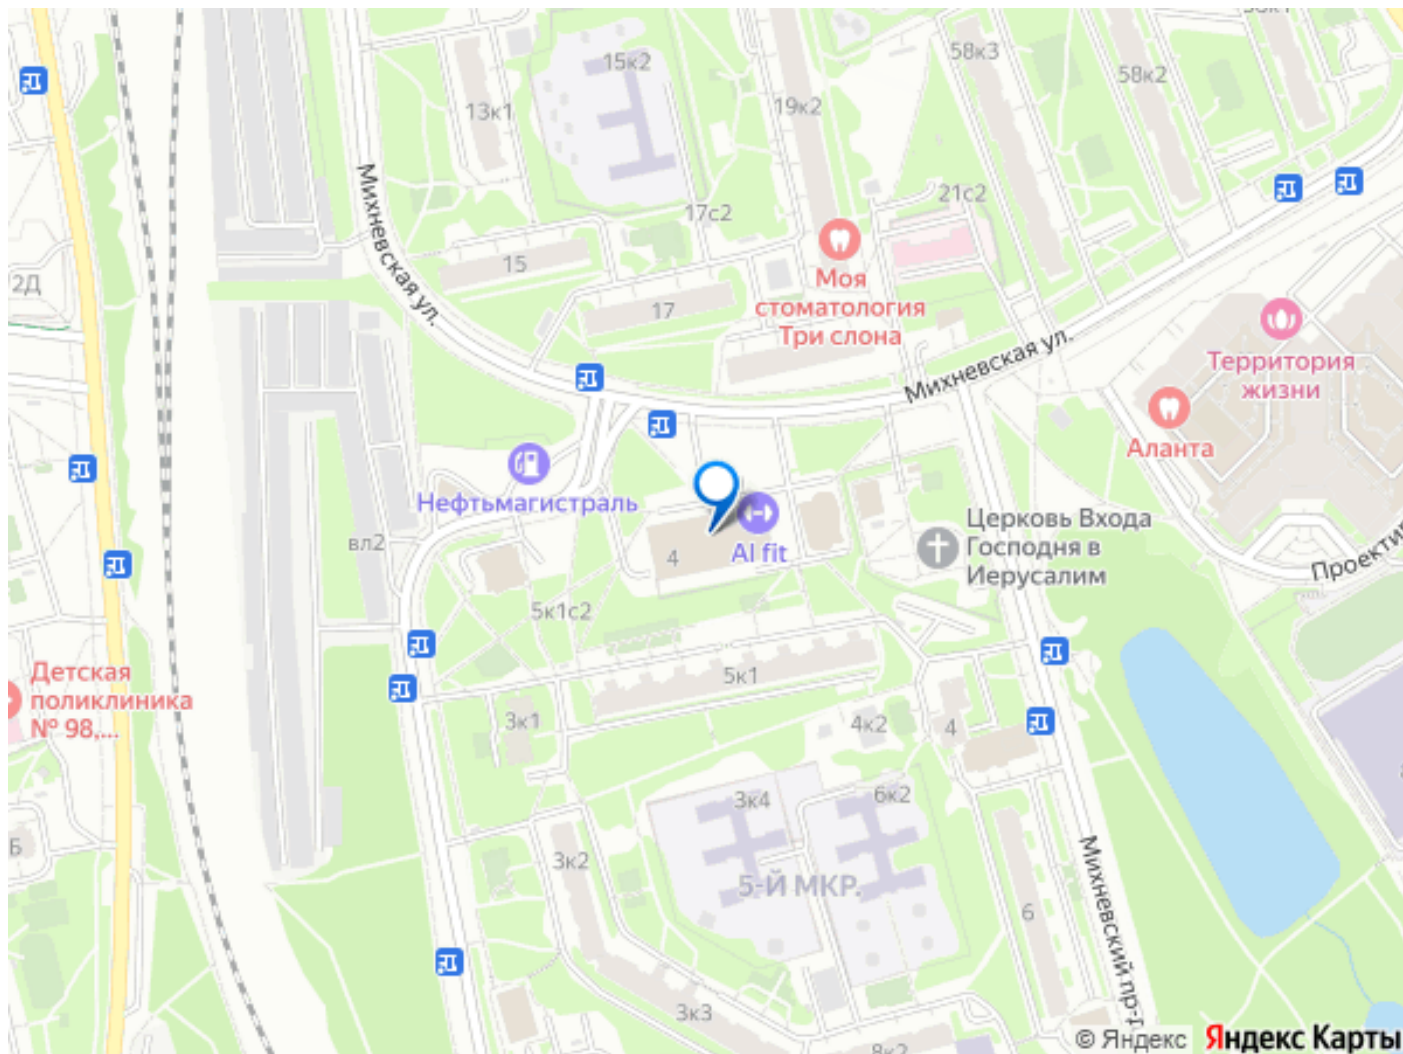 58к3
58к2
15к2
13к1
19к2
17с2
21с2
15
17
2Д
Михневская ул.
Моя
стоматология
Три слона
Михневская ул.
Территория
жизни
Аланта
Нефтьмагистраль
вл2
4
AI fit
Церковь Входа
Господня в
Иерусалим
5к1с2
5к1
Детская
поликлиника
№ 98,...
3к1
4к2
4
3к4
6к2
3к2
5-Й МКР.
Б
6
Михневский пр-д
3к3
8к2
© Яндекс Яндекс Карты